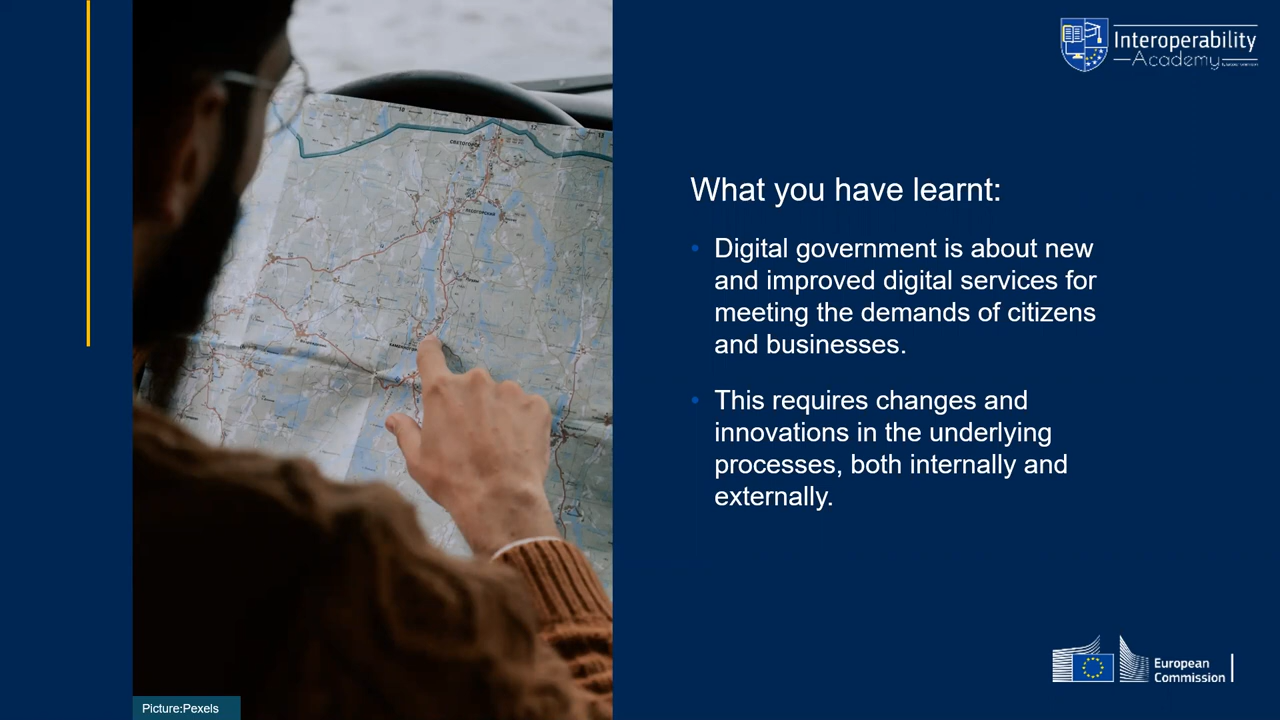 Interoperability
Academy
What you have learnt:
• Digital government is about new
and improved digital services for
meeting the demands of citizens
and businesses.
• This requires changes and
innovations in the underlying
processes, both internally and
externally.
European
Commission
Picture:Pexels